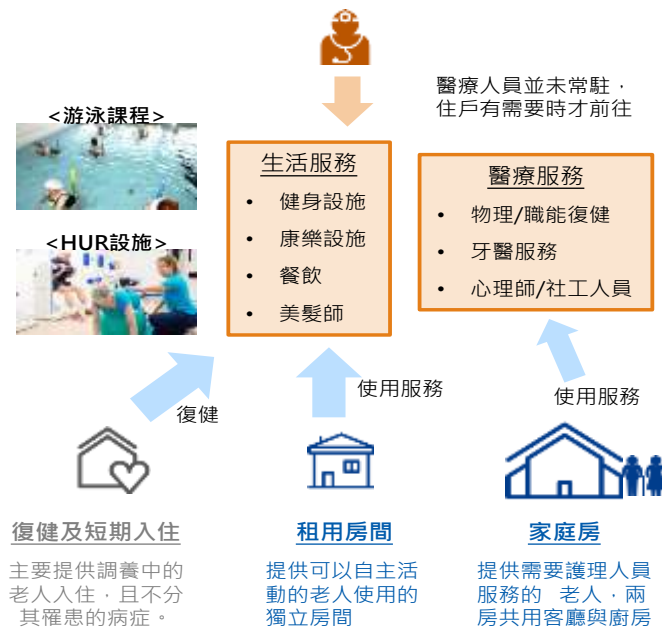 醫療人員並未常駐，
住戶有需要時才前往
<游泳課程>
<HUR設施>
生活服務
• 健身設施
• 康樂設施
• 餐飲
• 美髮師
醫療服務
• 物理/職能復健
• 牙醫服務
• 心理師/社工人員
復健
使用服務
使用服務
復健及短期入住
主要提供調養中的
老人入住，且不分
其罹患的病症。
租用房間
提供可以自主活
動的老人使用的
獨立房間
家庭房
提供需要護理人員
服務的 老人，兩
房共用客廳與廚房